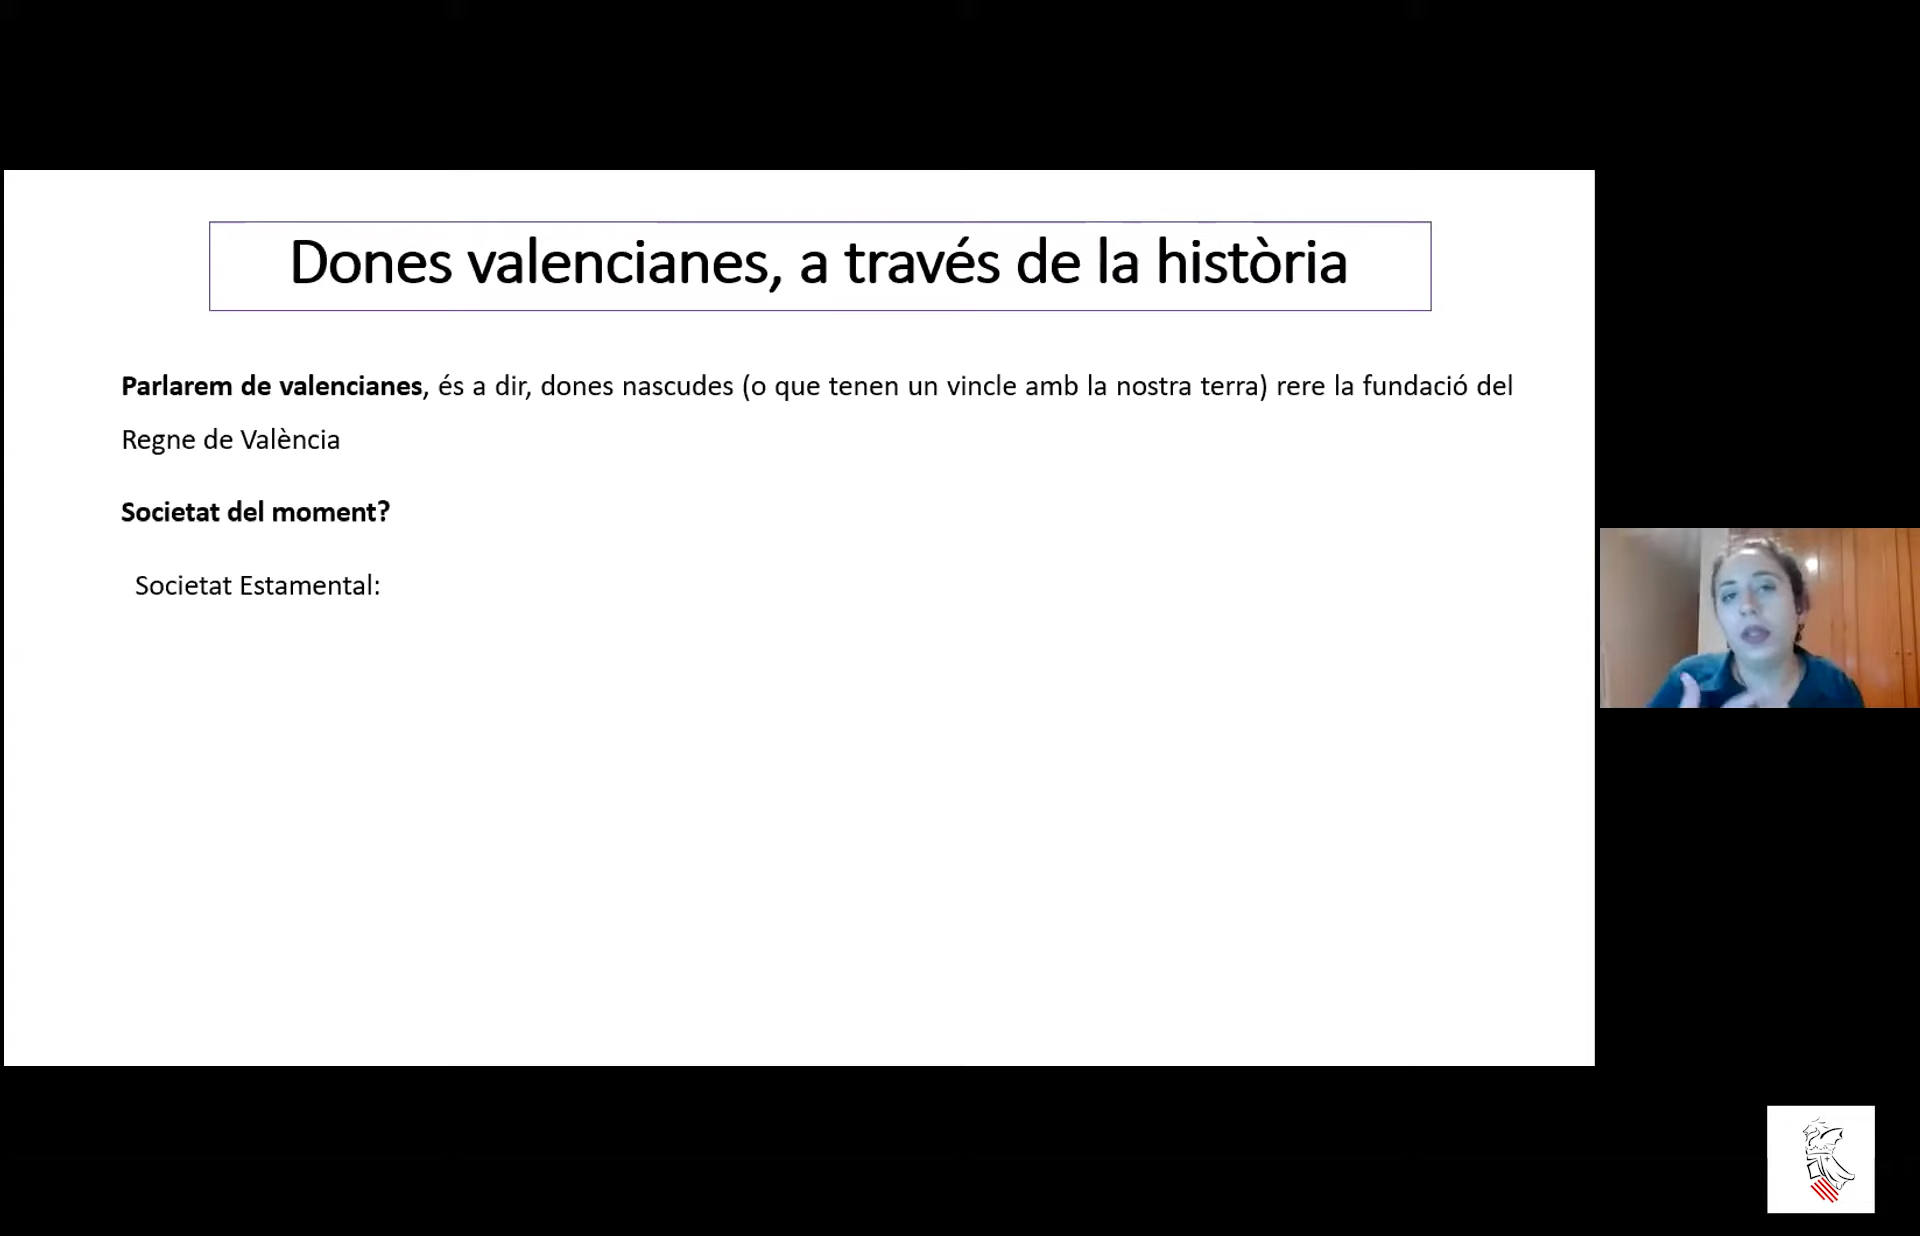 Dones valencianes, a través de la història
Parlarem de valencianes, és a dir, dones nascudes (o que tenen un vincle amb la nostra terra) rere la fundació del
Regne de València
Societat del moment?
Societat Estamental: